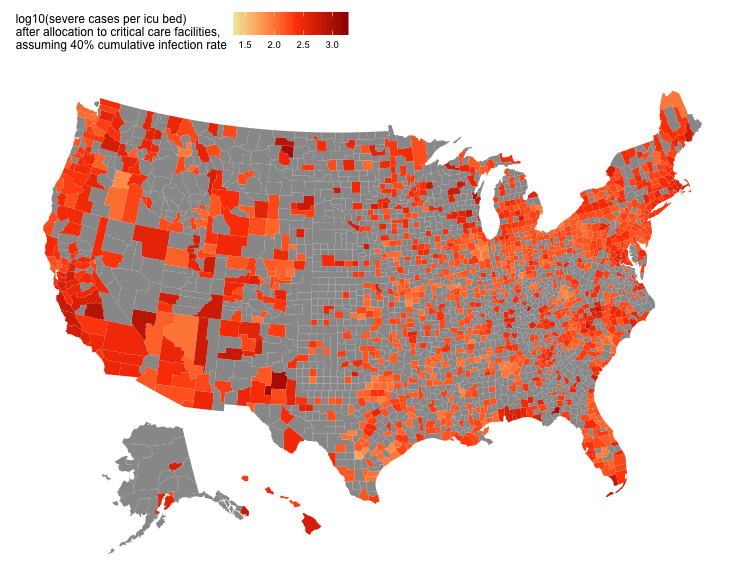 log10(severe cases per icu bed)
after allocation to critical care facilities,
assuming 40% cumulative infection rate
1.5 2.0 2.5 3.0